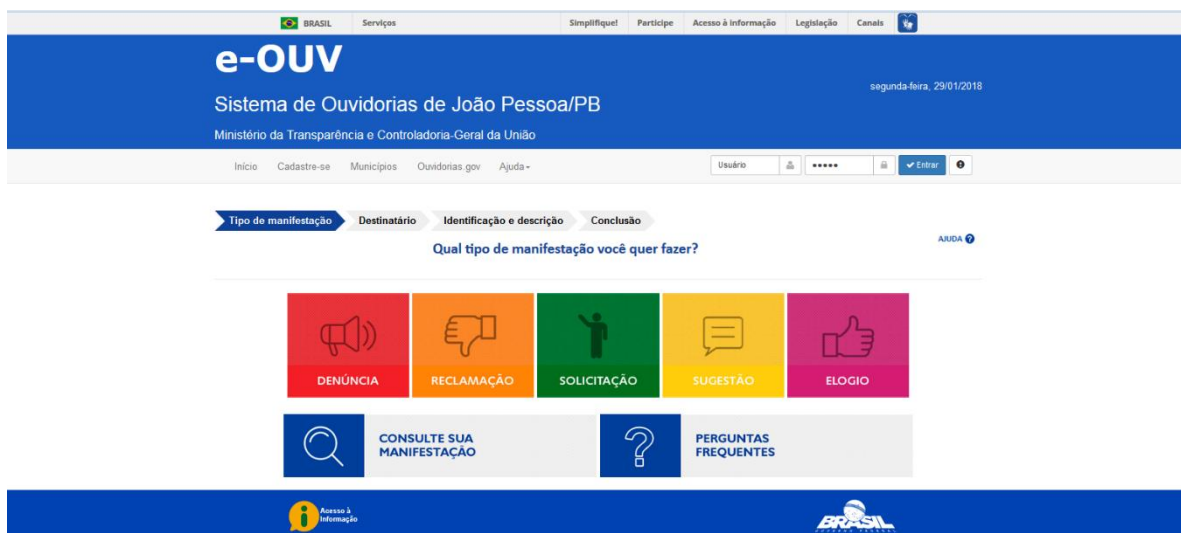 BRASIL Serviços Simplifique! Participe Acesso à informação Legislação Canais
e-OUV
segunda-feira, 29/01/2018
Sistema de Ouvidorias de João Pessoa/PB
Ministério da Transparência e Controladoria-Geral da União
Início Cadastre-se Municípios Ouvidorias.gov Ajuda Usuário ••••• Entrar
Tipo de manifestação Destinatário Identificação e descrição Conclusão
Qual tipo de manifestação você quer fazer?
AJUDA ?
DENÚNCIA RECLAMAÇÃO SOLICITAÇÃO SUGESTÃO ELOGIO
CONSULTE SUA
MANIFESTAÇÃO
PERGUNTAS
FREQUENTES
Acesso à
Informação
BRASIL